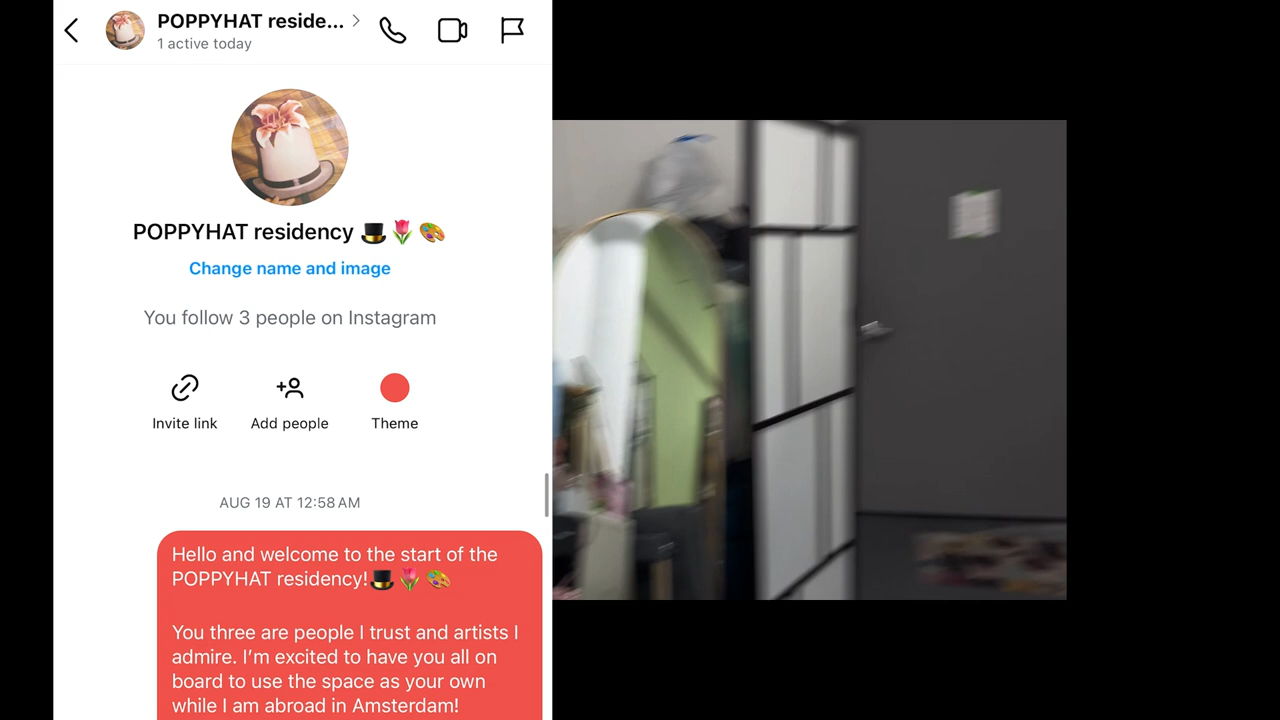 POPPYHAT reside...
1 active today
POPPYHAT residency 🎩🌷🎨
Change name and image
You follow 3 people on Instagram
Invite link
Add people
Theme
AUG 19 AT 12:58 AM
Hello and welcome to the start of the
POPPYHAT residency!🎩🌷🎨
You three are people I trust and artists I
admire. I’m excited to have you all on
board to use the space as your own
while I am abroad in Amsterdam!